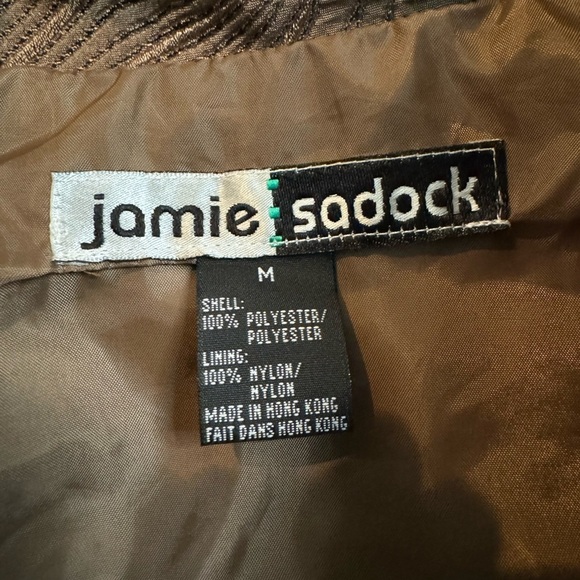 jamie sadock
M
SHELL:
100% POLYESTER/
POLYESTER
LINING:
100% NYLON/
NYLON
MADE IN HONG KONG
FAIT DANS HONG KONG